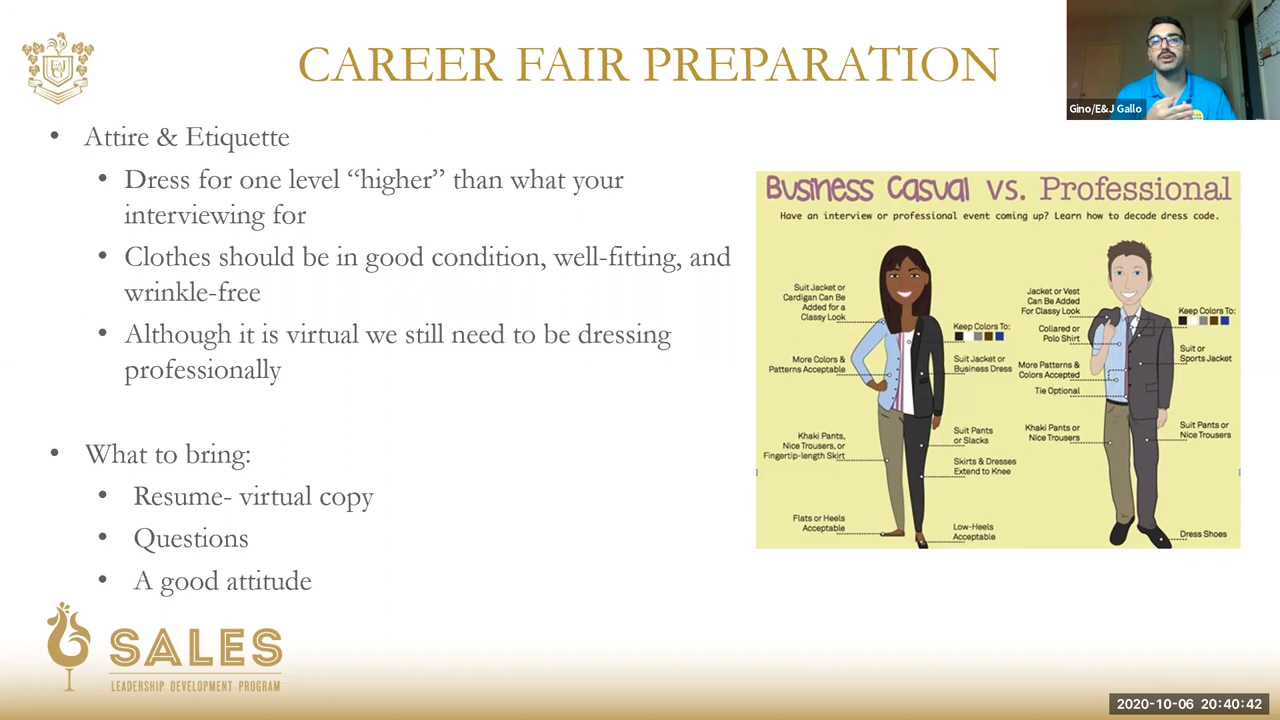 CAREER FAIR PREPARATION
Gino/E&J Gallo
• Attire & Etiquette
• Dress for one level “higher” than what your
interviewing for
• Clothes should be in good condition, well-fitting, and
wrinkle-free
• Although it is virtual we still need to be dressing
professionally
• What to bring:
• Resume- virtual copy
• Questions
• A good attitude
Business Casual vs. Professional
Have an interview or professional event coming up? Learn how to decode dress code.
Suit Jacket or
Cardigan Can Be
Added for a
Classy Look
More Colors &
Patterns Acceptable
Khaki Pants,
Nice Trousers, or
Fingertip-length Skirt
Flats or Heels
Acceptable
Keep Colors To:
Suit Jacket or
Business Dress
Suit Pants
or Slacks
Skirts & Dresses
Extend to Knee
Low-Heels
Acceptable
Jacket or Vest
Can Be Added
For Classy Look
Collared or
Polo Shirt
More Patterns &
Colors Accepted
Tie Optional
Khaki Pants or
Nice Trousers
Keep Colors To:
Suit or
Sports Jacket
Suit Pants or
Nice Trousers
Dress Shoes
SALES
LEADERSHIP DEVELOPMENT PROGRAM
2020-10-06 20:40:42